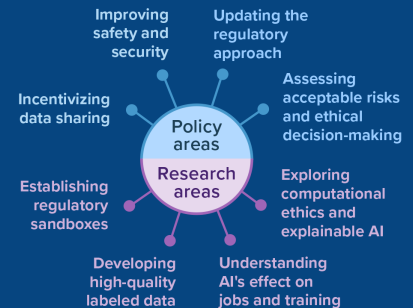 Improving
safety and
security
Updating the
regulatory
approach
Incentivizing
data sharing
Assessing
acceptable risks
and ethical
decision-making
Policy
areas
Research
areas
Establishing
regulatory
sandboxes
Exploring
computational
ethics and
explainable AI
Developing
high-quality
labeled data
Understanding
AI's effect on
jobs and training